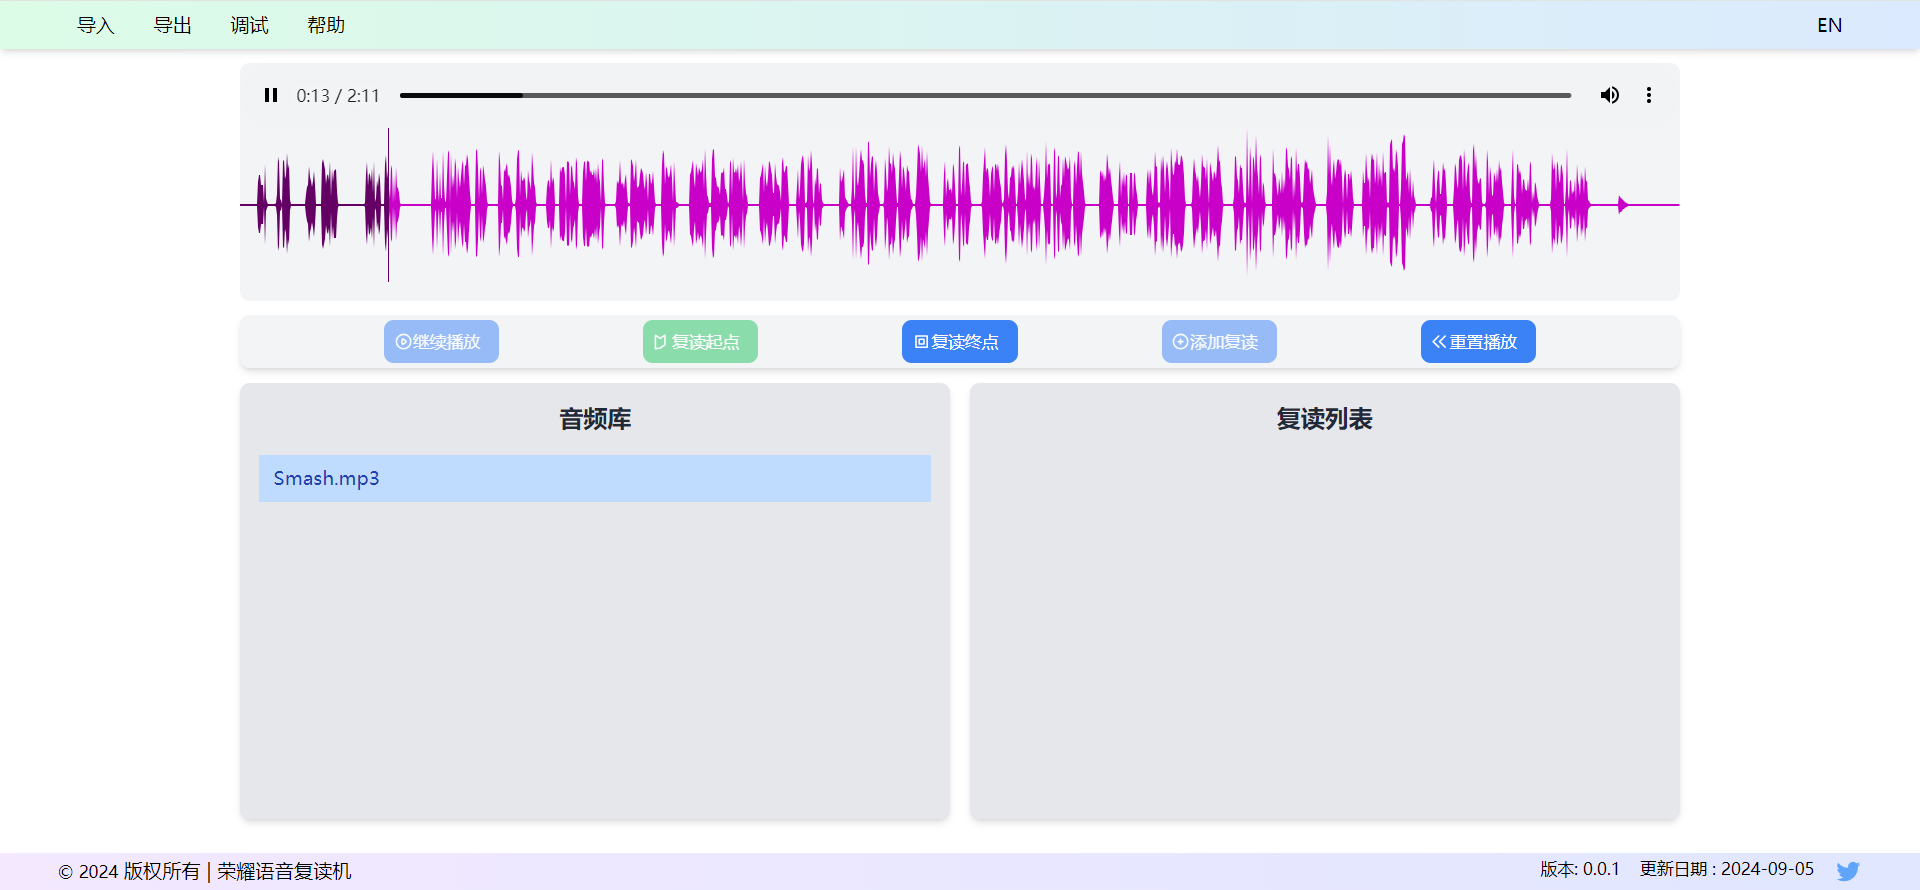 导入 导出 调试 帮助 EN
0:13 / 2:11
继续播放 复读起点 复读终点 添加复读 重置播放
音频库
Smash.mp3
复读列表
© 2024 版权所有 | 荣耀语音复读机
版本: 0.0.1 更新日期 : 2024-09-05